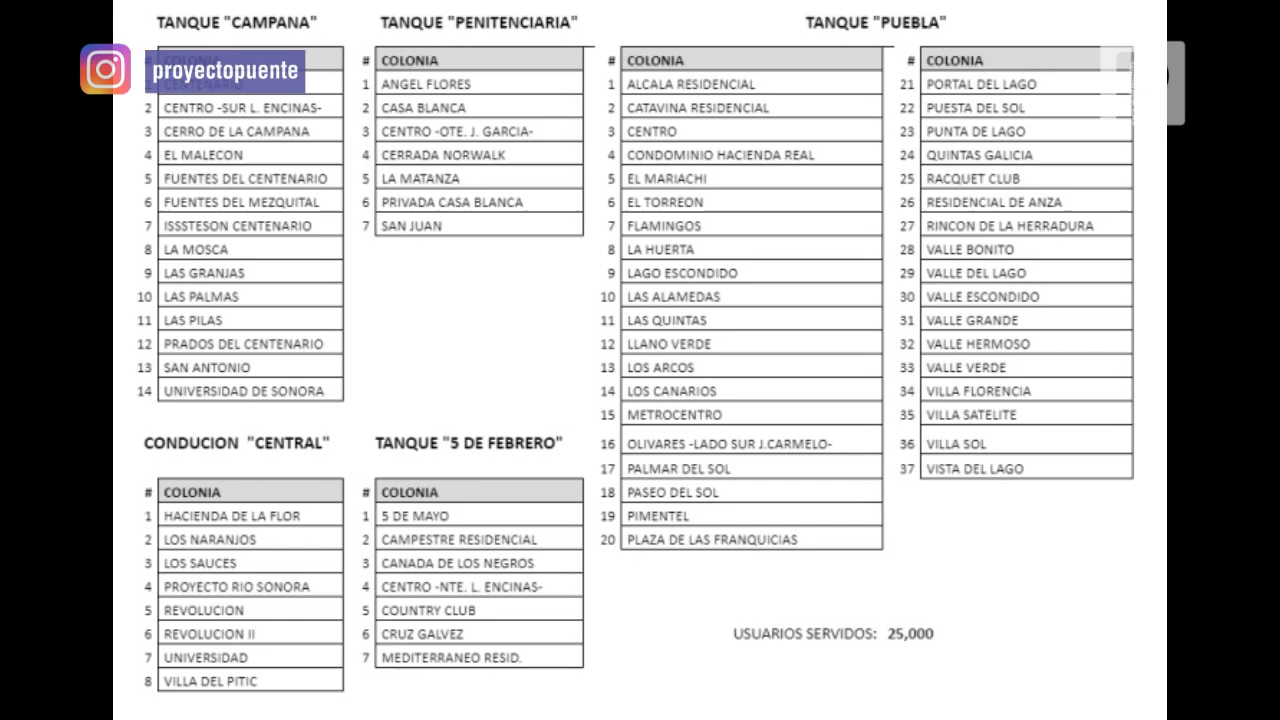 TANQUE "CAMPANA"
# COLONIA
1 CENTENARIO
2 CENTRO -SUR L. ENCINAS-
3 CERRO DE LA CAMPANA
4 EL MALECON
5 FUENTES DEL CENTENARIO
6 FUENTES DEL MEZQUITAL
7 ISSSTESON CENTENARIO
8 LA MOSCA
9 LAS GRANJAS
10 LAS PALMAS
11 LAS PILAS
12 PRADOS DEL CENTENARIO
13 SAN ANTONIO
14 UNIVERSIDAD DE SONORA
proyectopuente
TANQUE "PENITENCIARIA"
# COLONIA
1 ANGEL FLORES
2 CASA BLANCA
3 CENTRO -OTE. J. GARCIA-
4 CERRADA NORWALK
5 LA MATANZA
6 PRIVADA CASA BLANCA
7 SAN JUAN
TANQUE "PUEBLA"
# COLONIA
1 ALCALA RESIDENCIAL
2 CATAVINA RESIDENCIAL
3 CENTRO
4 CONDOMINIO HACIENDA REAL
5 EL MARIACHI
6 EL TORREON
7 FLAMINGOS
8 LA HUERTA
9 LAGO ESCONDIDO
10 LAS ALAMEDAS
11 LAS QUINTAS
12 LLANO VERDE
13 LOS ARCOS
14 LOS CANARIOS
15 METROCENTRO
16 OLIVARES -LADO SUR J.CARMELO-
17 PALMAR DEL SOL
18 PASEO DEL SOL
19 PIMENTEL
20 PLAZA DE LAS FRANQUICIAS
# COLONIA
21 PORTAL DEL LAGO
22 PUESTA DEL SOL
23 PUNTA DE LAGO
24 QUINTAS GALICIA
25 RACQUET CLUB
26 RESIDENCIAL DE ANZA
27 RINCON DE LA HERRADURA
28 VALLE BONITO
29 VALLE DEL LAGO
30 VALLE ESCONDIDO
31 VALLE GRANDE
32 VALLE HERMOSO
33 VALLE VERDE
34 VILLA FLORENCIA
35 VILLA SATELITE
36 VILLA SOL
37 VISTA DEL LAGO
CONDUCION "CENTRAL"
# COLONIA
1 HACIENDA DE LA FLOR
2 LOS NARANJOS
3 LOS SAUCES
4 PROYECTO RIO SONORA
5 REVOLUCION
6 REVOLUCION II
7 UNIVERSIDAD
8 VILLA DEL PITIC
TANQUE "5 DE FEBRERO"
# COLONIA
1 5 DE MAYO
2 CAMPESTRE RESIDENCIAL
3 CANADA DE LOS NEGROS
4 CENTRO -NTE. L. ENCINAS-
5 COUNTRY CLUB
6 CRUZ GALVEZ
7 MEDITERRANEO RESID.
USUARIOS SERVIDOS: 25,000